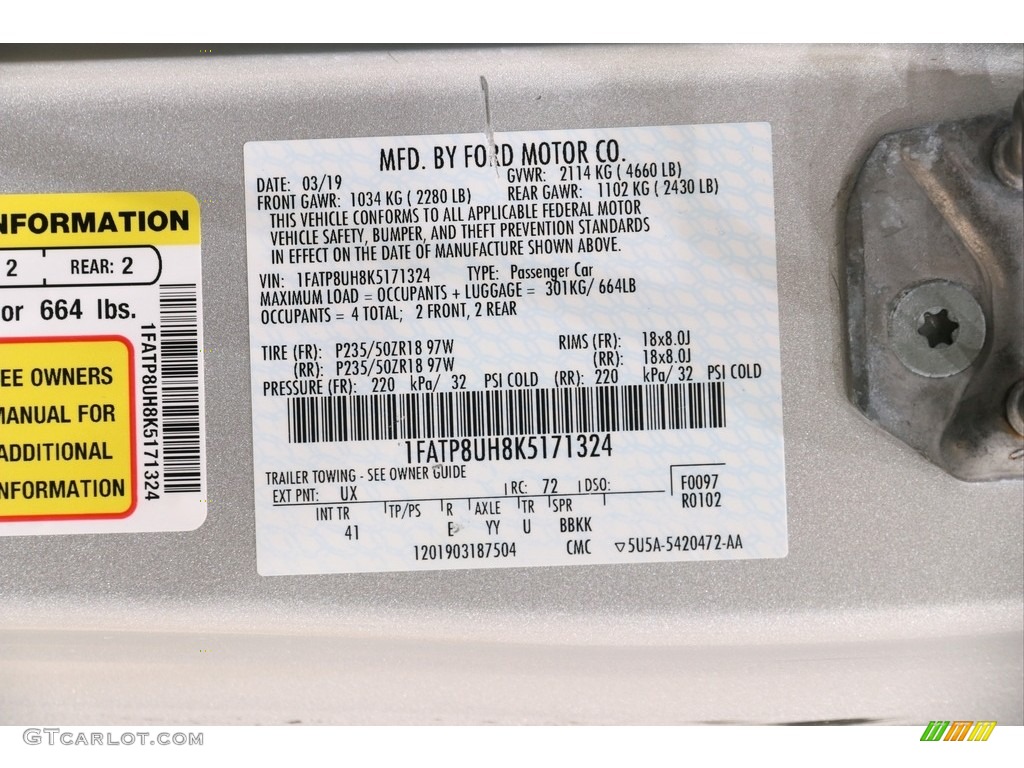 MFD. BY FORD MOTOR CO.
DATE: 03/19 GVWR: 2114 KG ( 4660 LB)
FRONT GAWR: 1034 KG ( 2280 LB) REAR GAWR: 1102 KG ( 2430 LB)
THIS VEHICLE CONFORMS TO ALL APPLICABLE FEDERAL MOTOR
VEHICLE SAFETY, BUMPER, AND THEFT PREVENTION STANDARDS
IN EFFECT ON THE DATE OF MANUFACTURE SHOWN ABOVE.
VIN: 1FATP8UH8K5171324 TYPE: Passenger Car
MAXIMUM LOAD = OCCUPANTS + LUGGAGE = 301KG/ 664LB
OCCUPANTS = 4 TOTAL; 2 FRONT, 2 REAR
TIRE (FR): P235/50ZR18 97W RIMS (FR): 18x8.0J
(RR): P235/50ZR18 97W (RR): 18x8.0J
PRESSURE (FR): 220 kPa/ 32 PSI COLD (RR): 220 kPa/ 32 PSI COLD
1FATP8UH8K5171324
TRAILER TOWING - SEE OWNER GUIDE
EXT PNT: UX RC: 72 DSO: F0097
R0102
INT TR TP/PS R AXLE TR SPR
41 E YY U BBKK
1201903187504 CMC ▽5U5A-5420472-AA
NFORMATION
2 REAR: 2
or 664 lbs.
EE OWNERS
MANUAL FOR
ADDITIONAL
NFORMATION
1FATP8UH8K5171324
GTCARLOT.COM